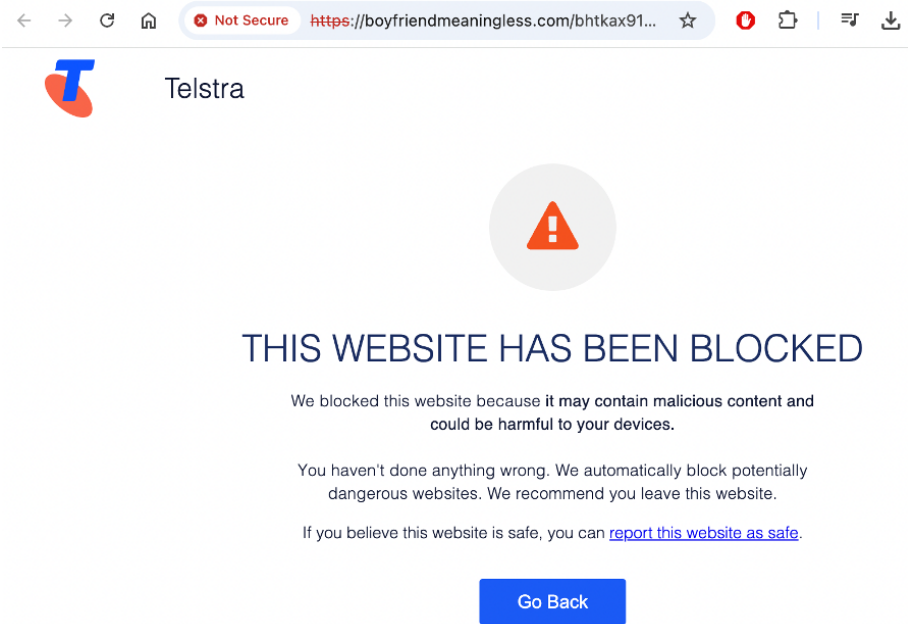 Not Secure https://boyfriendmeaningless.com/bhtkax91...
T Telstra
THIS WEBSITE HAS BEEN BLOCKED
We blocked this website because it may contain malicious content and
could be harmful to your devices.
You haven't done anything wrong. We automatically block potentially
dangerous websites. We recommend you leave this website.
If you believe this website is safe, you can report this website as safe.
Go Back